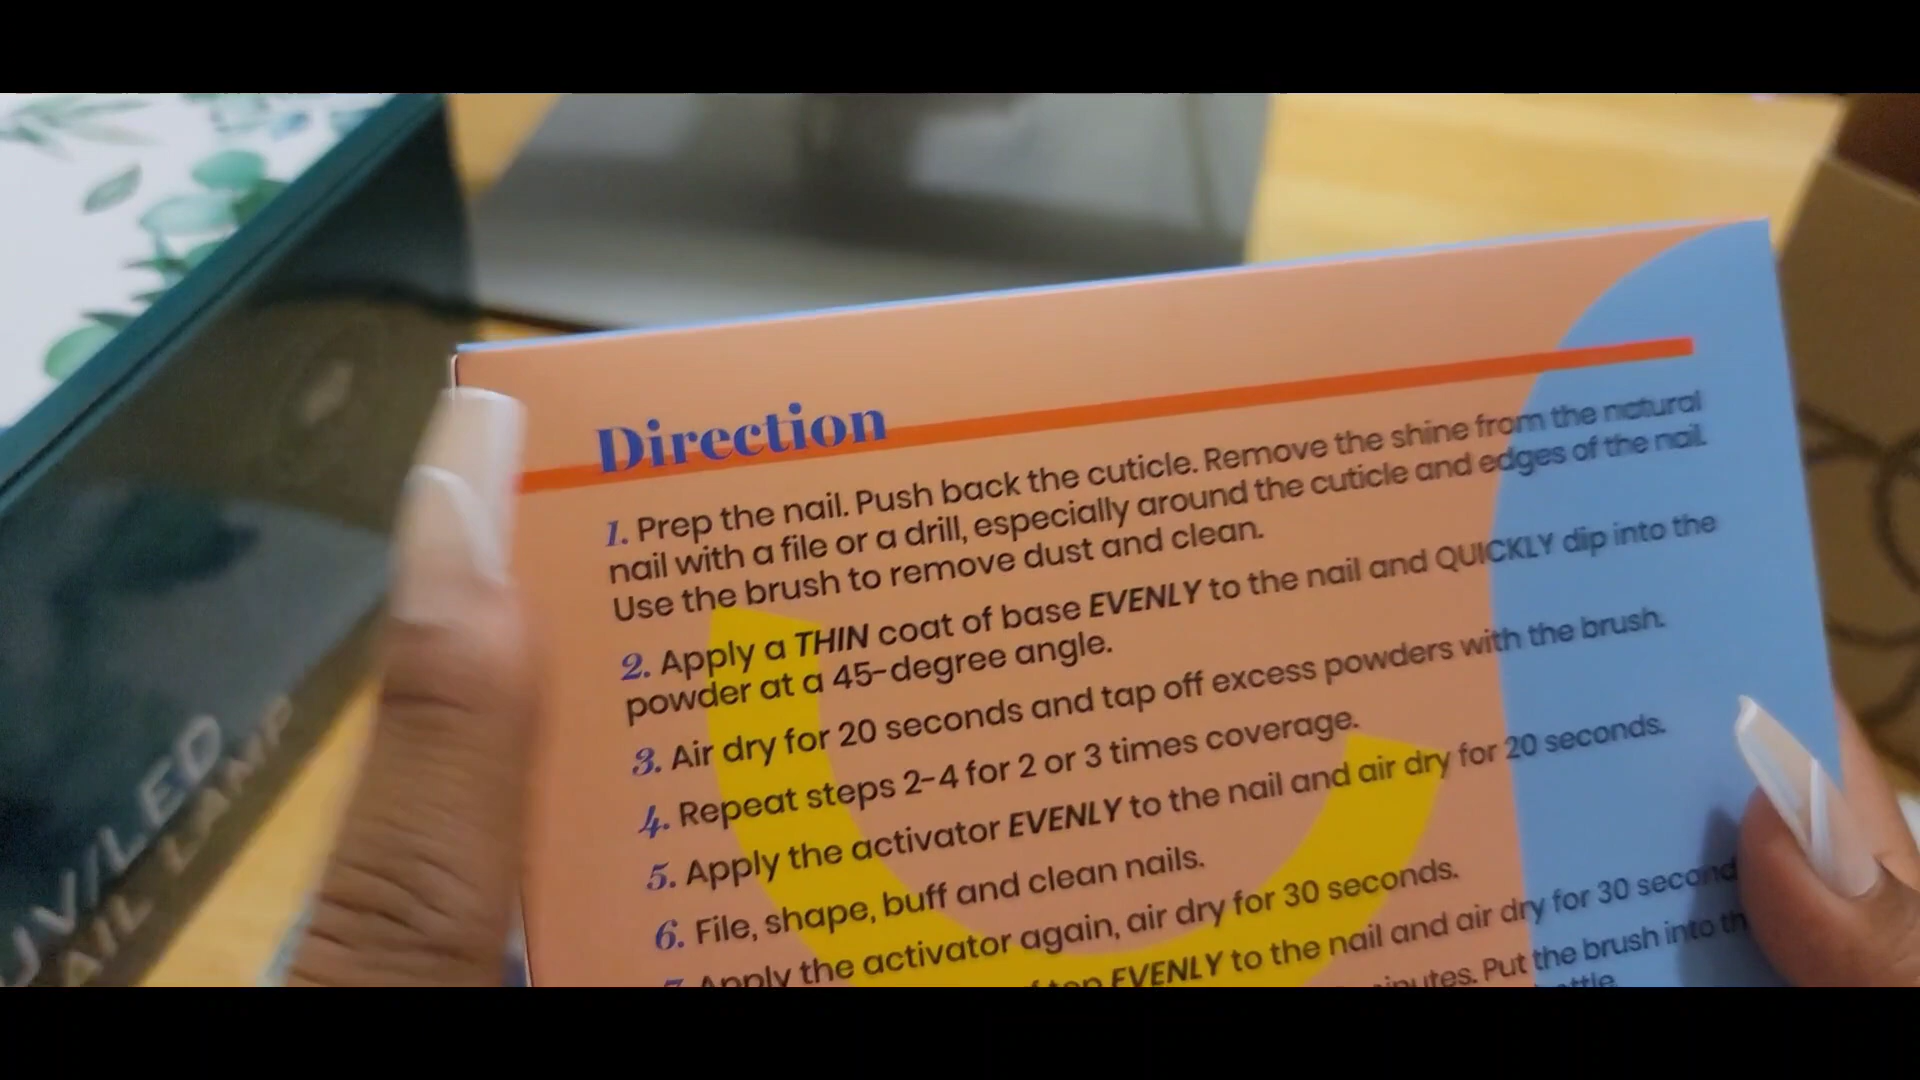 Direction
1. Prep the nail. Push back the cuticle. Remove the shine from the natural
nail with a file or a drill, especially around the cuticle and edges of the nail.
Use the brush to remove dust and clean.
2. Apply a THIN coat of base EVENLY to the nail and QUICKLY dip into the
powder at a 45-degree angle.
3. Air dry for 20 seconds and tap off excess powders with the brush.
4. Repeat steps 2-4 for 2 or 3 times coverage.
5. Apply the activator EVENLY to the nail and air dry for 20 seconds.
6. File, shape, buff and clean nails.
7. Apply the activator again, air dry for 30 seconds.
top EVENLY to the nail and air dry for 30 second
Put the brush into
UV/LED
AIL LAMP